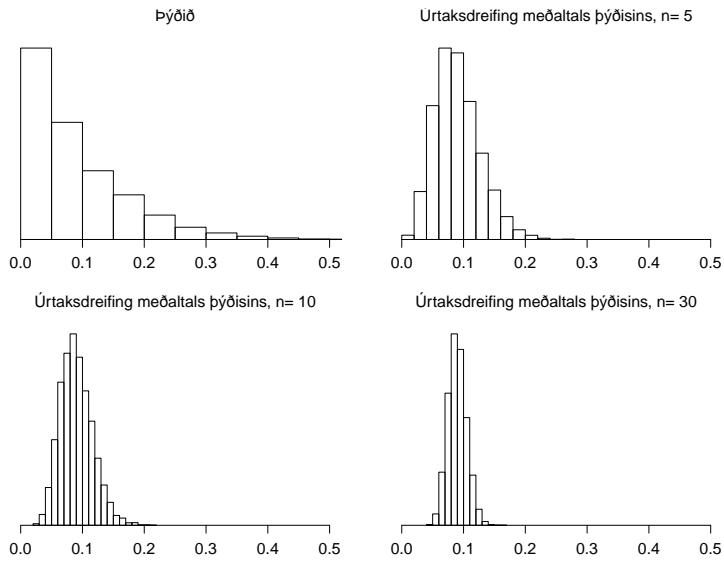 Þýðið
Úrtaksdreifing meðaltals þýðisins, n= 5
0.0 0.1 0.2 0.3 0.4 0.5
0.0 0.1 0.2 0.3 0.4 0.5
Úrtaksdreifing meðaltals þýðisins, n= 10
Úrtaksdreifing meðaltals þýðisins, n= 30
0.0 0.1 0.2 0.3 0.4 0.5
0.0 0.1 0.2 0.3 0.4 0.5